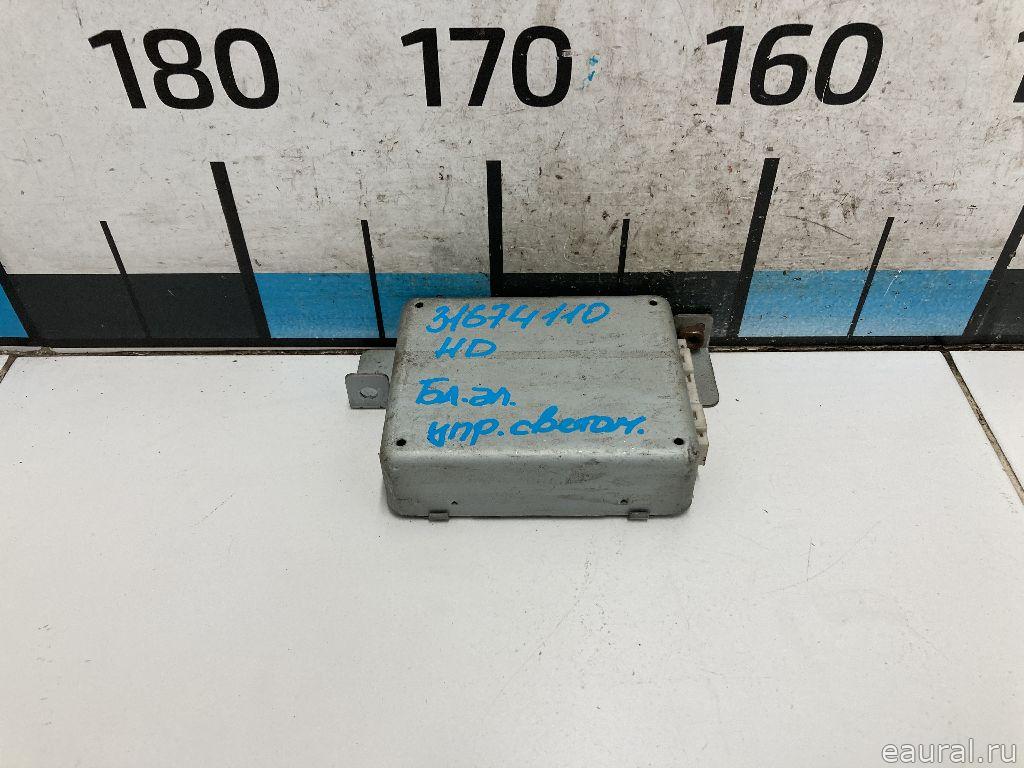 180 170 160
31674110
HD
Бл.эл.
упр.светом.
eaural.ru